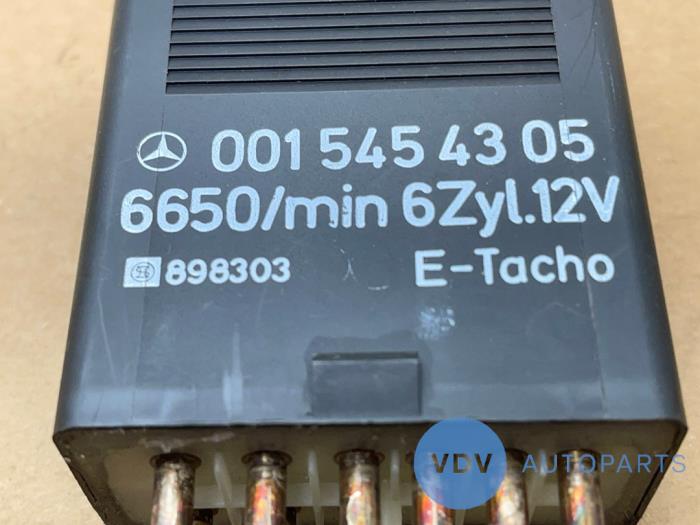 001 545 43 05
6650/min 6Zyl.12V
898303 E-Tacho
VDV AUTOPARTS